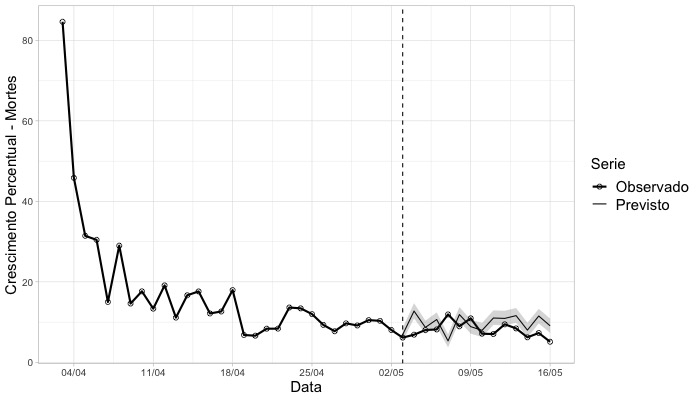 Crescimento Percentual - Mortes
80
60
40
20
0
04/04 11/04 18/04 25/04 02/05 09/05 16/05
Data
Serie
Observado
Previsto